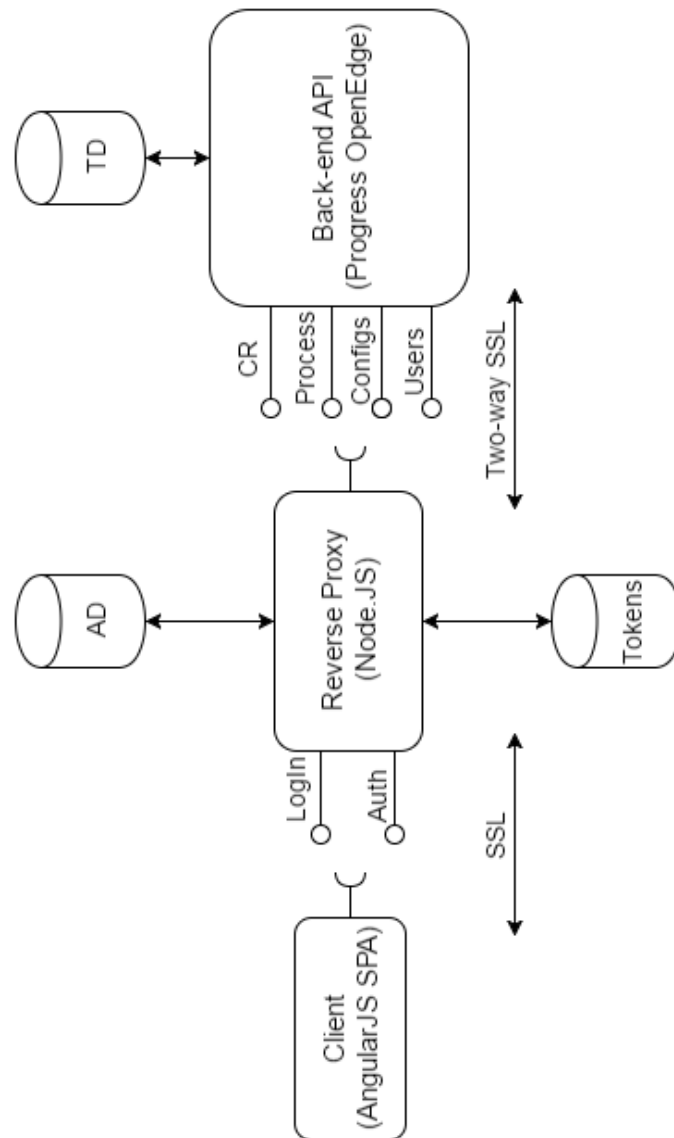 TD
Back-end API
(Progress OpenEdge)
CR
Process
Configs
Users
Two-way SSL
AD
Reverse Proxy
(Node.JS)
Tokens
LogIn
Auth
SSL
Client
(AngularJS SPA)